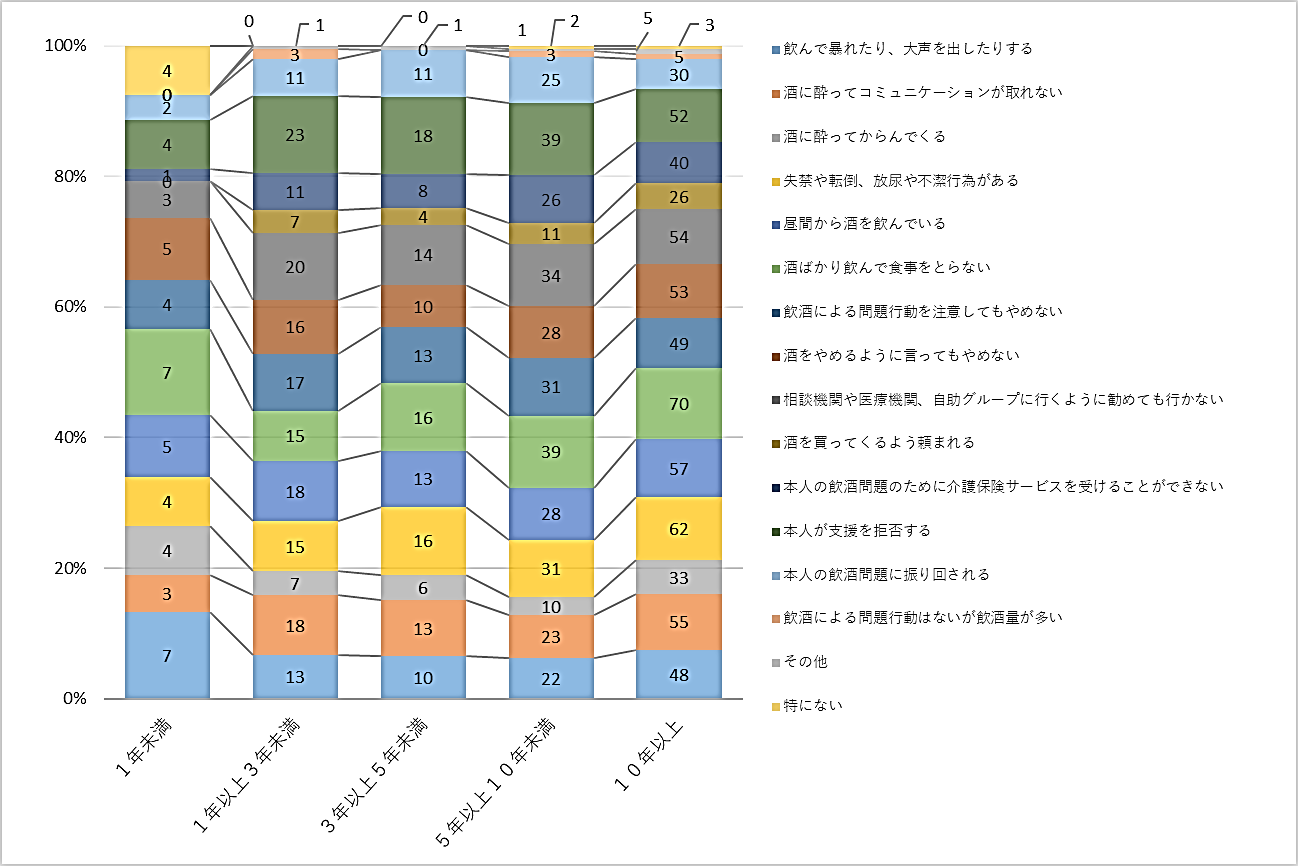 0 1 0 1 1 2 5 3
100%
4 3 0 3 5
0 11 11 25 30
2
4 23 18 39 52
80%
1 11 8 26 40
0 7 4 11 26
3 20 14 34 54
5 16 10 28 53
60%
4 17 13 31 49
7 15 16 39 70
40%
5 18 13 28 57
4 15 16 31 62
20%
4 7 6 10 33
3 18 13 23 55
7 13 10 22 48
0%
1年未満
1年以上3年未満
3年以上5年未満
5年以上10年未満
10年以上
飲んで暴れたり、大声を出したりする
酒に酔ってコミュニケーションが取れない
酒に酔ってからんでくる
失禁や転倒、放尿や不潔行為がある
昼間から酒を飲んでいる
酒ばかり飲んで食事をとらない
飲酒による問題行動を注意してもやめない
酒をやめるように言ってもやめない
相談機関や医療機関、自助グループに行くように勧めても行かない
酒を買ってくるよう頼まれる
本人の飲酒問題のために介護保険サービスを受けることができない
本人が支援を拒否する
本人の飲酒問題に振り回される
飲酒による問題行動はないが飲酒量が多い
その他
特にない